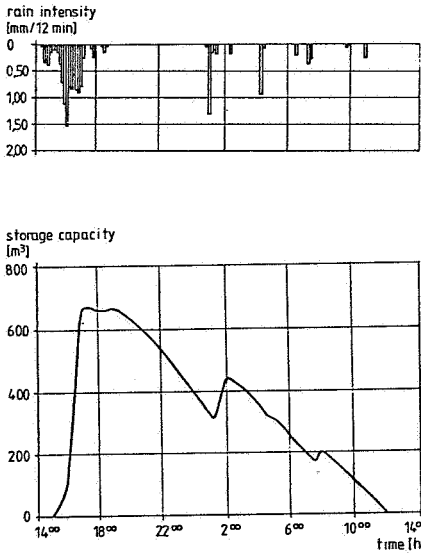 rain intensity
[mm/12 min]
0
0,50
1,00
1,50
2,00
storage capacity
[m³]
800
600
400
200
0
14⁰⁰ 18⁰⁰ 22⁰⁰ 2⁰⁰ 6⁰⁰ 10⁰⁰ 14⁰
time [h